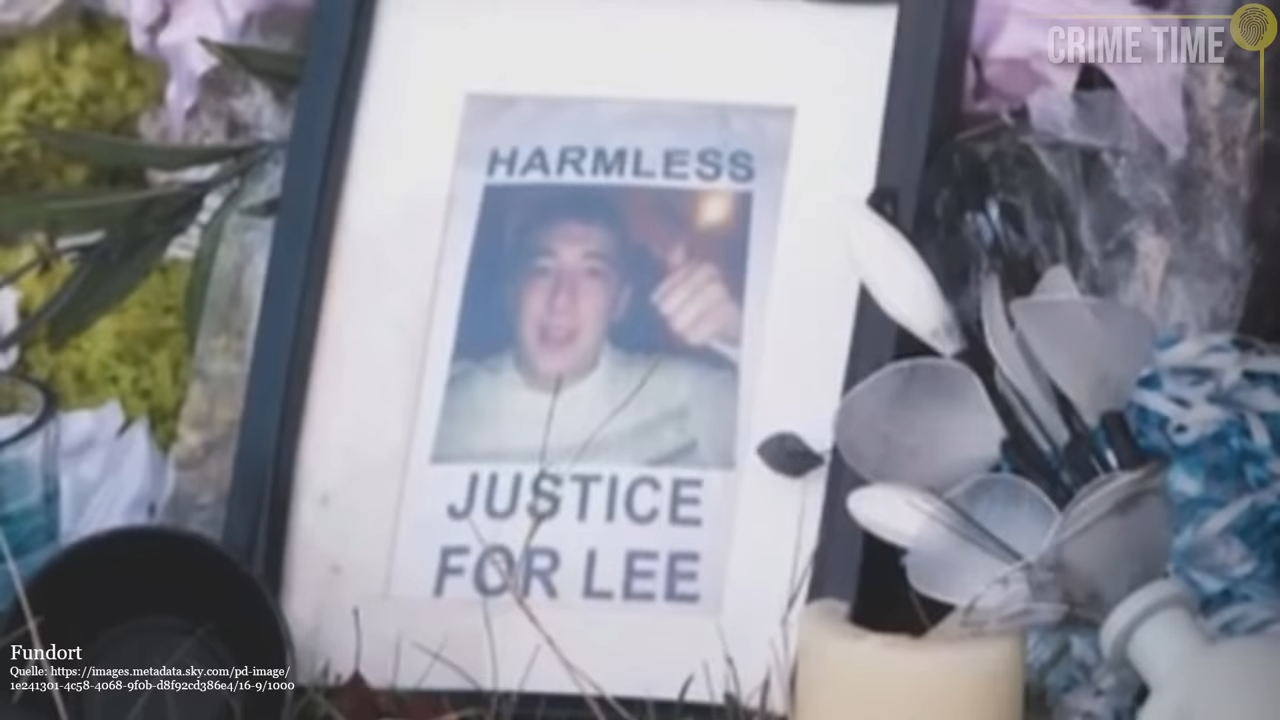 CRIME TIME
HARMLESS
JUSTICE
FOR LEE
Fundort
Quelle: https://images.metadata.sky.com/pd-image/
1e241301-4c58-4068-9f0b-d8f92cd386e4/16-9/1000